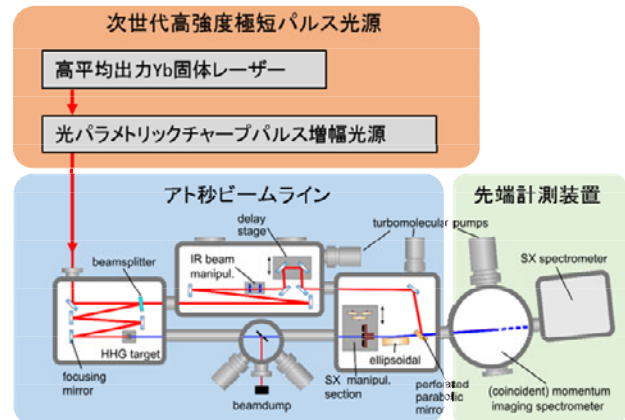 次世代高強度極短パルス光源
高平均出力Yb固体レーザー
光パラメトリックチャープパルス増幅光源
アト秒ビームライン
先端計測装置
delay
stage
turbomolecular pumps
beamsplitter
IR beam
manipul.
SX spectrometer
HHG target
focusing
mirror
beamdump
SX manipul.
section
ellipsoidal
perforated
parabolic
mirror
(coincident) momentum
imaging spectrometer